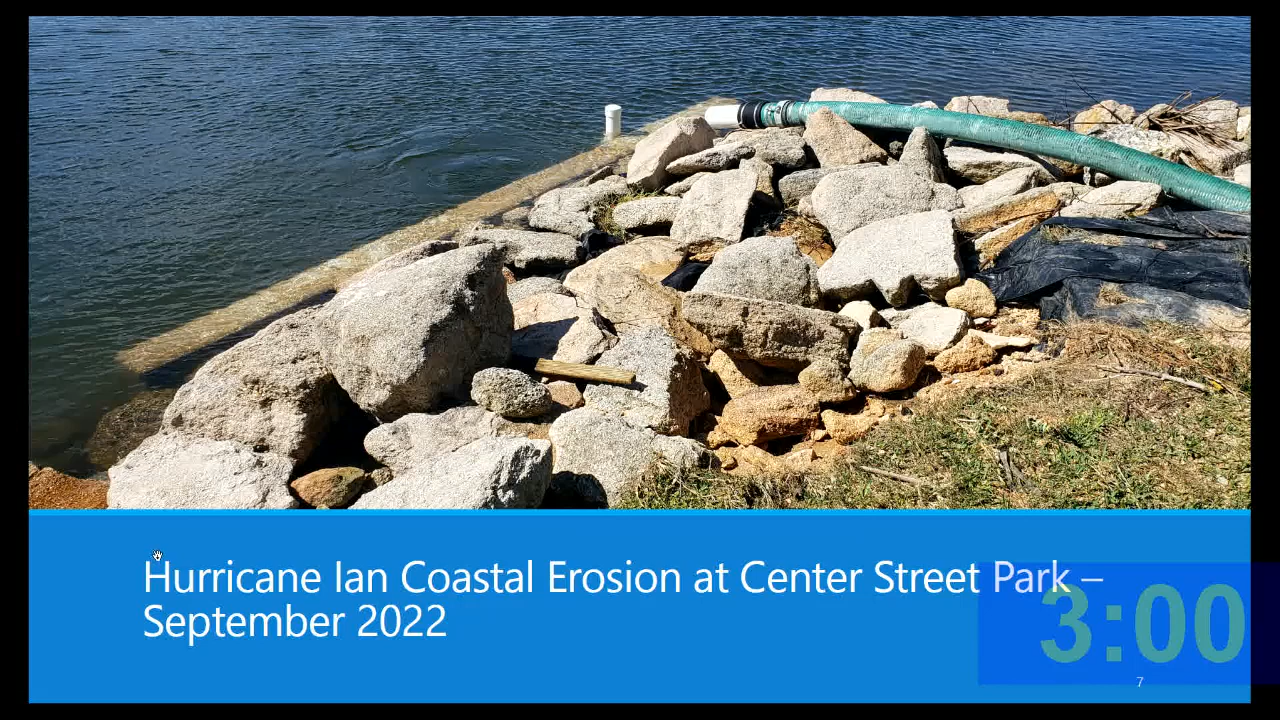 Hurricane Ian Coastal Erosion at Center Street Park –
September 2022
3:00
7